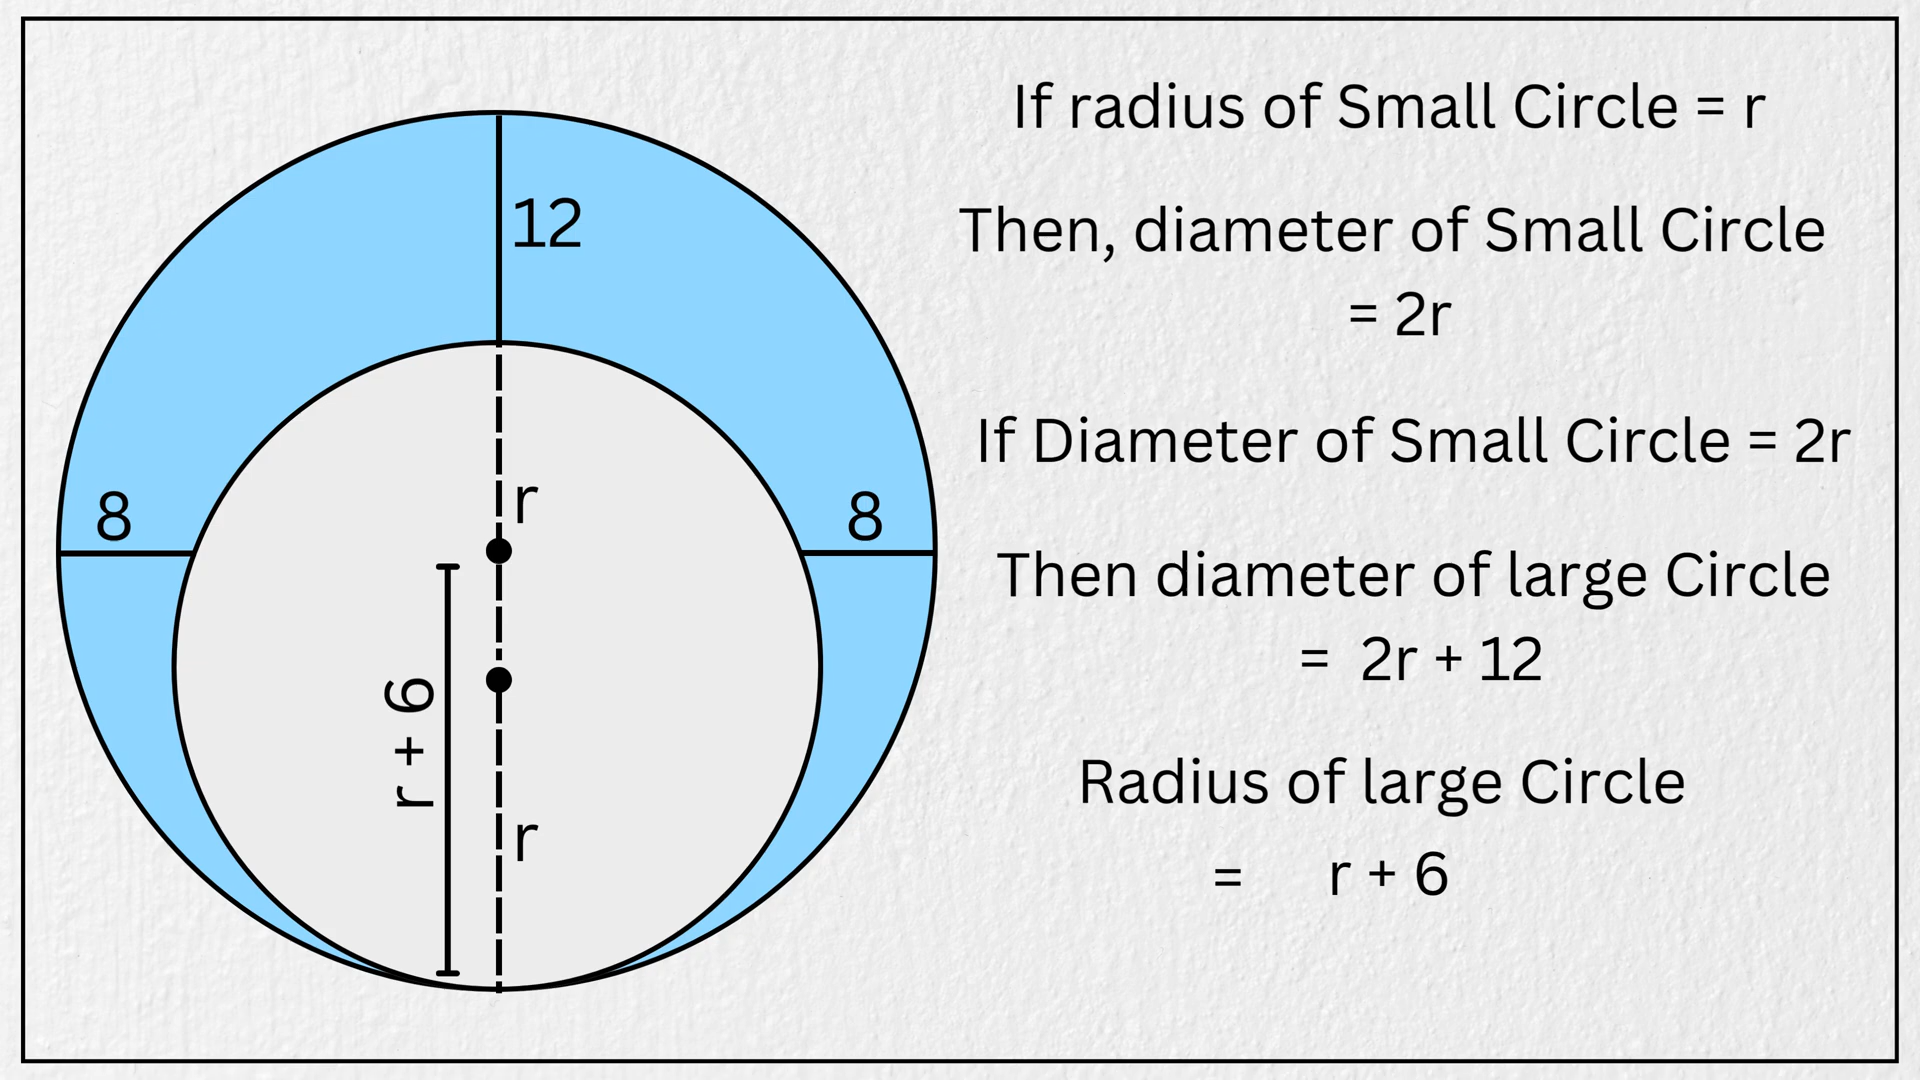 If radius of Small Circle = r
Then, diameter of Small Circle
= 2r
If Diameter of Small Circle = 2r
Then diameter of large Circle
= 2r + 12
Radius of large Circle
= r + 6
12
8
8
r
r + 6
r